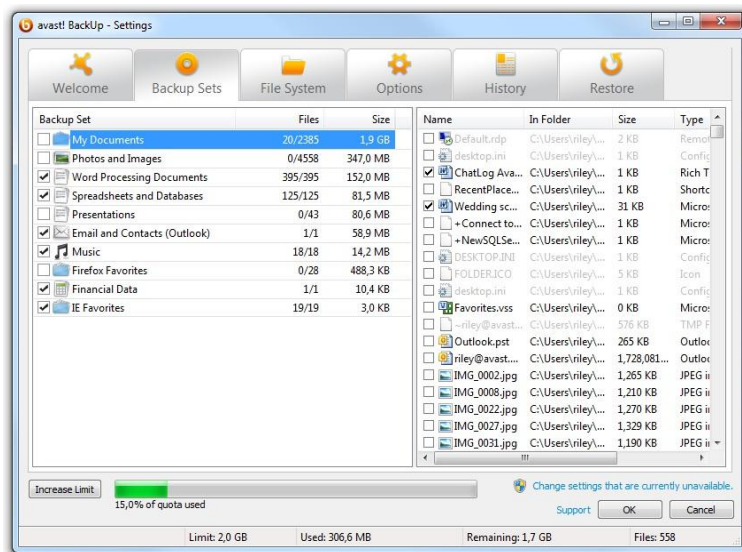 avast! BackUp - Settings
Welcome
Backup Sets
File System
Options
History
Restore
Backup Set Files Size
My Documents 20/2385 1,9 GB
Photos and Images 0/4558 347,0 MB
Word Processing Documents 395/395 152,0 MB
Spreadsheets and Databases 125/125 81,5 MB
Presentations 0/43 80,6 MB
Email and Contacts (Outlook) 1/1 58,9 MB
Music 18/18 14,2 MB
Firefox Favorites 0/28 488,3 KB
Financial Data 1/1 10,4 KB
IE Favorites 19/19 3,0 KB
Name In Folder Size Type
Default.rdp C:\Users\riley\... 2 KB Remot
desktop.ini C:\Users\riley\... 1 KB Config
ChatLog Ava... C:\Users\riley\... 1 KB Rich T
RecentPlace... C:\Users\riley\... 1 KB Shortc
Wedding sc... C:\Users\riley\... 31 KB Micros
+Connect to... C:\Users\riley\... 1 KB Micros
+NewSQLSe... C:\Users\riley\... 1 KB Micros
DESKTOP.INI C:\Users\riley\... 1 KB Config
FOLDER.ICO C:\Users\riley\... 5 KB Icon
desktop.ini C:\Users\riley\... 1 KB Config
Favorites.vss C:\Users\riley\... 0 KB Micros
~riley@avast... C:\Users\riley\... 576 KB TMP F
Outlook.pst C:\Users\riley\... 265 KB Outloo
riley@avast.... C:\Users\riley\... 1,728,081... Outloo
IMG_0002.jpg C:\Users\riley\... 1,265 KB JPEG ii
IMG_0008.jpg C:\Users\riley\... 1,210 KB JPEG ii
IMG_0022.jpg C:\Users\riley\... 1,270 KB JPEG ii
IMG_0027.jpg C:\Users\riley\... 1,329 KB JPEG ii
IMG_0031.jpg C:\Users\riley\... 1,190 KB JPEG ii
Increase Limit
15,0% of quota used
Change settings that are currently unavailable.
Support OK Cancel
Limit: 2,0 GB Used: 306,6 MB Remaining: 1,7 GB Files: 558